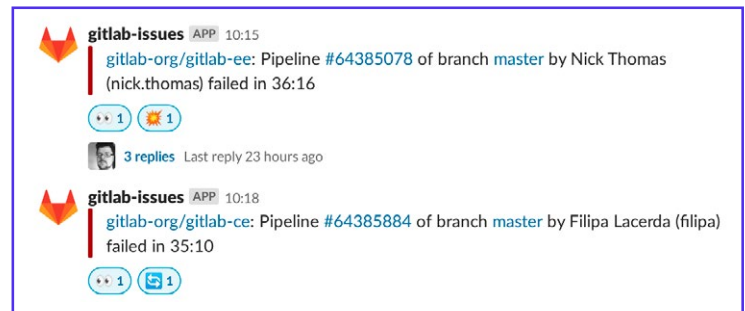 gitlab-issues APP 10:15
gitlab-org/gitlab-ee: Pipeline #64385078 of branch master by Nick Thomas
(nick.thomas) failed in 36:16
1 1
3 replies Last reply 23 hours ago
gitlab-issues APP 10:18
gitlab-org/gitlab-ce: Pipeline #64385884 of branch master by Filipa Lacerda (filipa)
failed in 35:10
1 1